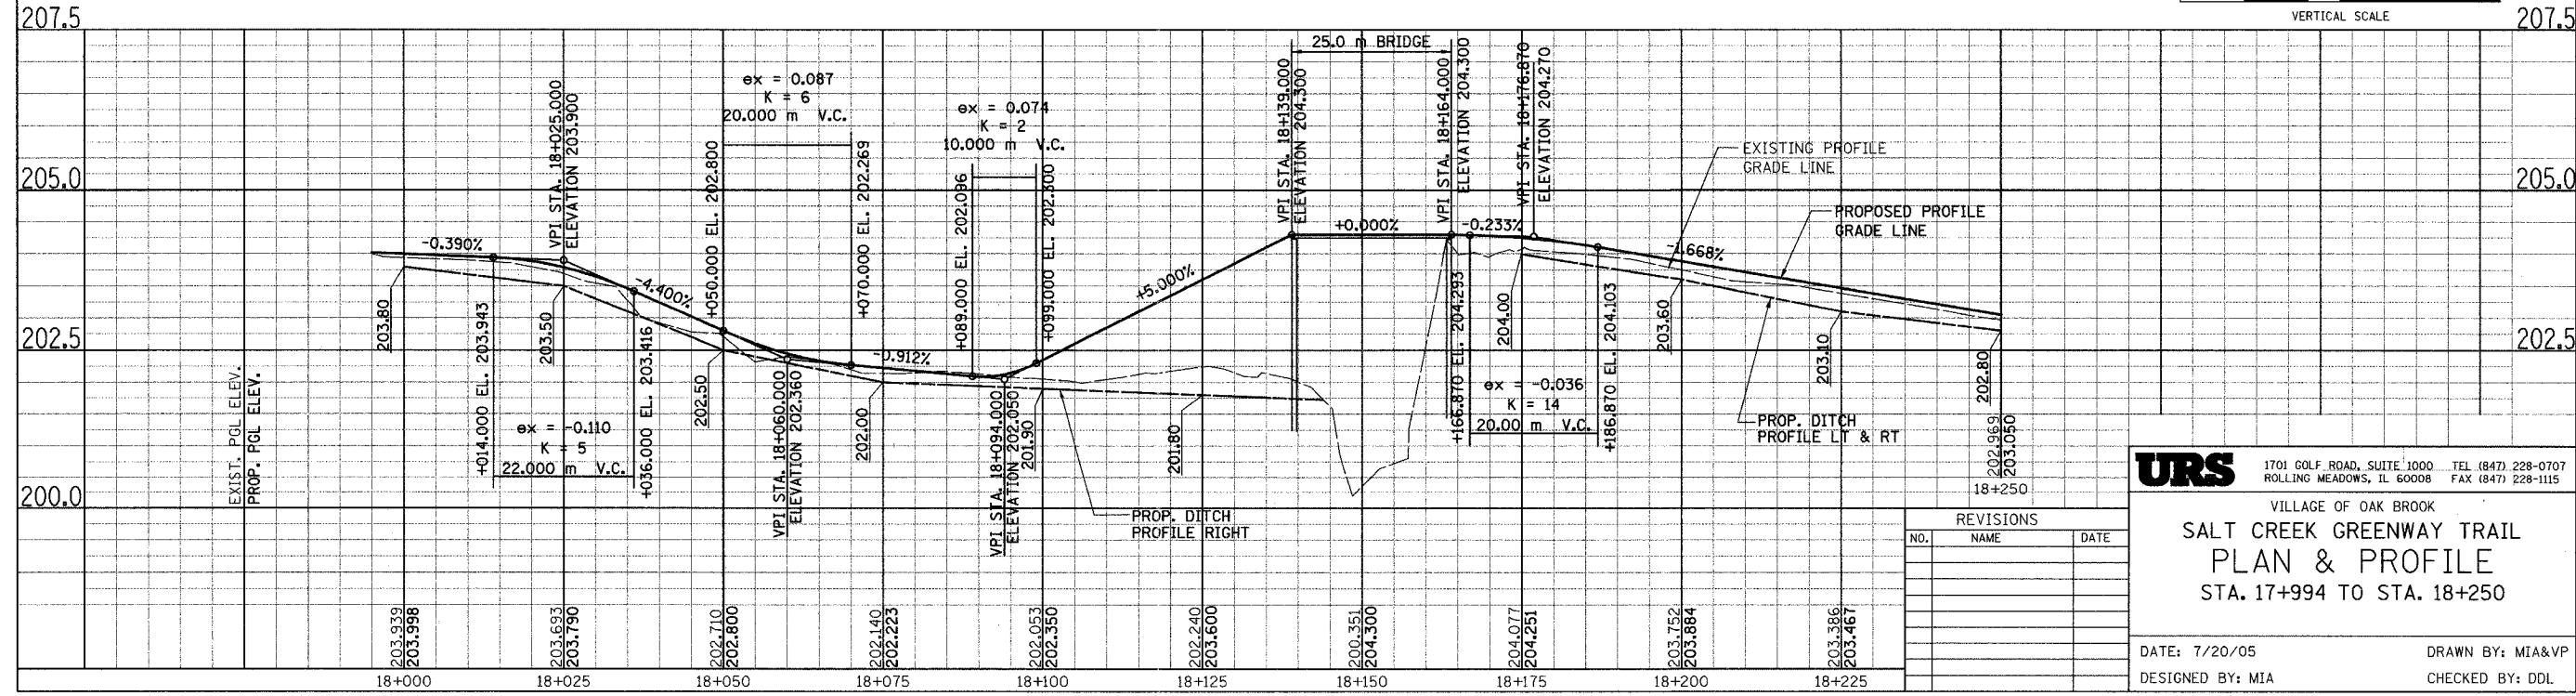 207.5
VERTICAL SCALE
207.5
25.0 m BRIDGE
ex = 0.087
K = 6
20.000 m V.C.
ex = 0.074
K = 2
10.000 m V.C.
VPI STA. 18+025.000
ELEVATION 203.900
+050.000 EL. 202.800
+070.000 EL. 202.269
+089.000 EL. 202.096
+099.000 EL. 202.300
VPI STA. 18+139.000
ELEVATION 204.300
VPI STA. 18+164.000
ELEVATION 204.300
VPI STA. 18+176.870
ELEVATION 204.270
EXISTING PROFILE
GRADE LINE
205.0
205.0
PROPOSED PROFILE
GRADE LINE
-0.390%
-4.400%
-0.912%
+5.000%
+0.000%
-0.233%
-1.668%
203.80
+014.000 EL. 203.943
203.50
+036.000 EL. 203.416
202.50
VPI STA. 18+060.000
ELEVATION 202.360
202.00
VPI STA. 18+094.000
ELEVATION 202.050
201.90
201.80
+166.870 EL. 204.293
204.00
+186.870 EL. 204.103
203.60
203.10
202.80
202.5
202.5
ex = -0.110
K = 5
22.000 m V.C.
ex = -0.036
K = 14
20.00 m V.C.
PROP. DITCH
PROFILE LT & RT
PROP. DITCH
PROFILE RIGHT
EXIST. PGL ELEV.
PROP. PGL ELEV.
200.0
202.969
203.050
18+250
203.939
203.998
203.693
203.790
202.710
202.800
202.140
202.223
202.053
202.350
202.240
203.600
200.351
204.300
204.077
204.251
203.752
203.884
203.386
203.467
18+000
18+025
18+050
18+075
18+100
18+125
18+150
18+175
18+200
18+225
REVISIONS
NO. NAME DATE
URS
1701 GOLF ROAD, SUITE 1000 TEL (847) 228-0707
ROLLING MEADOWS, IL 60008 FAX (847) 228-1115
VILLAGE OF OAK BROOK
SALT CREEK GREENWAY TRAIL
PLAN & PROFILE
STA. 17+994 TO STA. 18+250
DATE: 7/20/05 DRAWN BY: MIA&VP
DESIGNED BY: MIA CHECKED BY: DDL